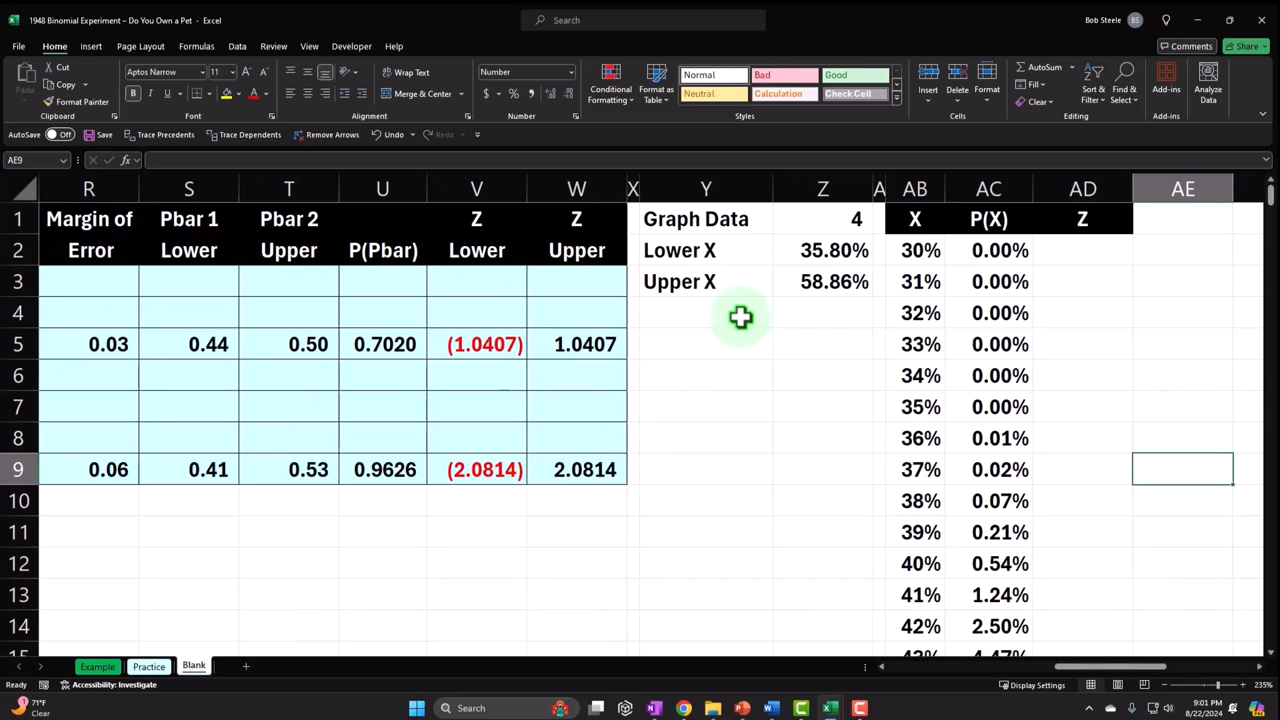 1948 Binomial Experiment – Do You Own a Pet - Excel
Search
Bob Steele
BS
File Home Insert Page Layout Formulas Data Review View Developer Help
Comments Share
Paste
Cut
Copy
Format Painter
Clipboard
Aptos Narrow 11
B I U
Font
Wrap Text
Merge & Center
Alignment
Number
$ % 
Number
Conditional Formatting
Format as Table
Normal Bad Good
Neutral Calculation Check Cell
Styles
Insert Delete Format
Cells
AutoSum
Fill
Clear
Sort & Filter
Find & Select
Editing
Add-ins
Add-ins
Analyze Data
AutoSave Off Save Trace Precedents Trace Dependents Remove Arrows Undo Redo
AE9 fx
R S T U V W X Y Z A AB AC AD AE
1 Margin of Pbar 1 Pbar 2 Z Z Graph Data 4 X P(X) Z
2 Error Lower Upper P(Pbar) Lower Upper Lower X 35.80% 30% 0.00%
3 Upper X 58.86% 31% 0.00%
4 32% 0.00%
5 0.03 0.44 0.50 0.7020 (1.0407) 1.0407 33% 0.00%
6 34% 0.00%
7 35% 0.00%
8 36% 0.01%
9 0.06 0.41 0.53 0.9626 (2.0814) 2.0814 37% 0.02%
10 38% 0.07%
11 39% 0.21%
12 40% 0.54%
13 41% 1.24%
14 42% 2.50%
15 43% 4.47%
Example Practice Blank
Ready Accessibility: Investigate Display Settings 235%
71°F
Clear
Search
9:01 PM
8/22/2024